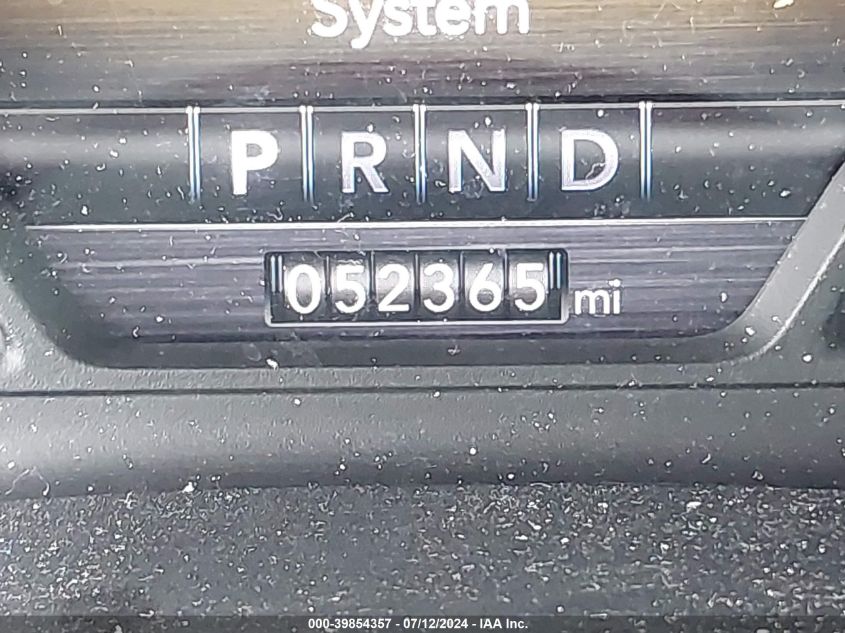 System
P R N D
052365 mi
000-39854357 - 07/12/2024 - IAA Inc.